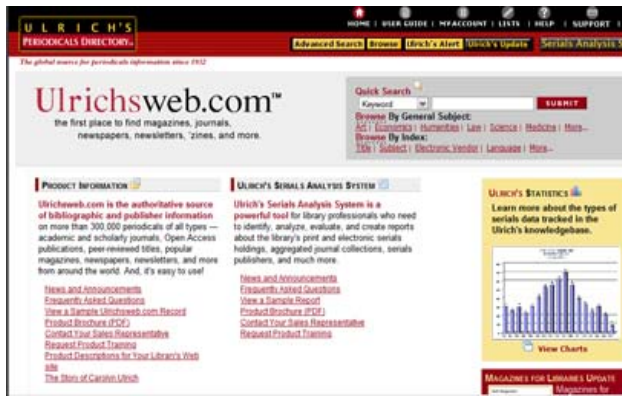 ULRICH'S
PERIODICALS DIRECTORY™
HOME | USER GUIDE | MY ACCOUNT | LISTS | HELP | SUPPORT
Advanced Search Browse Ulrich's Alert Ulrich's Update Serials Analysis S
The global source for periodicals information since 1932
Ulrichsweb.com™
the first place to find magazines, journals,
newspapers, newsletters, 'zines, and more.
Quick Search
Keyword SUBMIT
Browse By General Subject:
Art | Economics | Humanities | Law | Science | Medicine | More...
Browse By Index:
Title | Subject | Electronic Vendor | Language | More...
PRODUCT INFORMATION
Ulrichsweb.com is the authoritative source
of bibliographic and publisher information
on more than 300,000 periodicals of all types —
academic and scholarly journals, Open Access
publications, peer-reviewed titles, popular
magazines, newspapers, newsletters, and more
from around the world. And, it's easy to use!
News and Announcements
Frequently Asked Questions
View a Sample Ulrichsweb.com Record
Product Brochure (PDF)
Contact Your Sales Representative
Request Product Training
Product Descriptions for Your Library's Web
site
The Story of Carolyn Ulrich
ULRICH'S SERIALS ANALYSIS SYSTEM
Ulrich's Serials Analysis System is a
powerful tool for library professionals who need
to identify, analyze, evaluate, and create reports
about the library's print and electronic serials
holdings, aggregated journal collections, serials
publishers, and much more.
News and Announcements
Frequently Asked Questions
View a Sample Report
Product Brochure (PDF)
Contact Your Sales Representative
Request Product Training
ULRICH'S STATISTICS
Learn more about the types of
serials data tracked in the
Ulrich's knowledgebase.
View Charts
MAGAZINES FOR LIBRARIES UPDATE
Magazines for